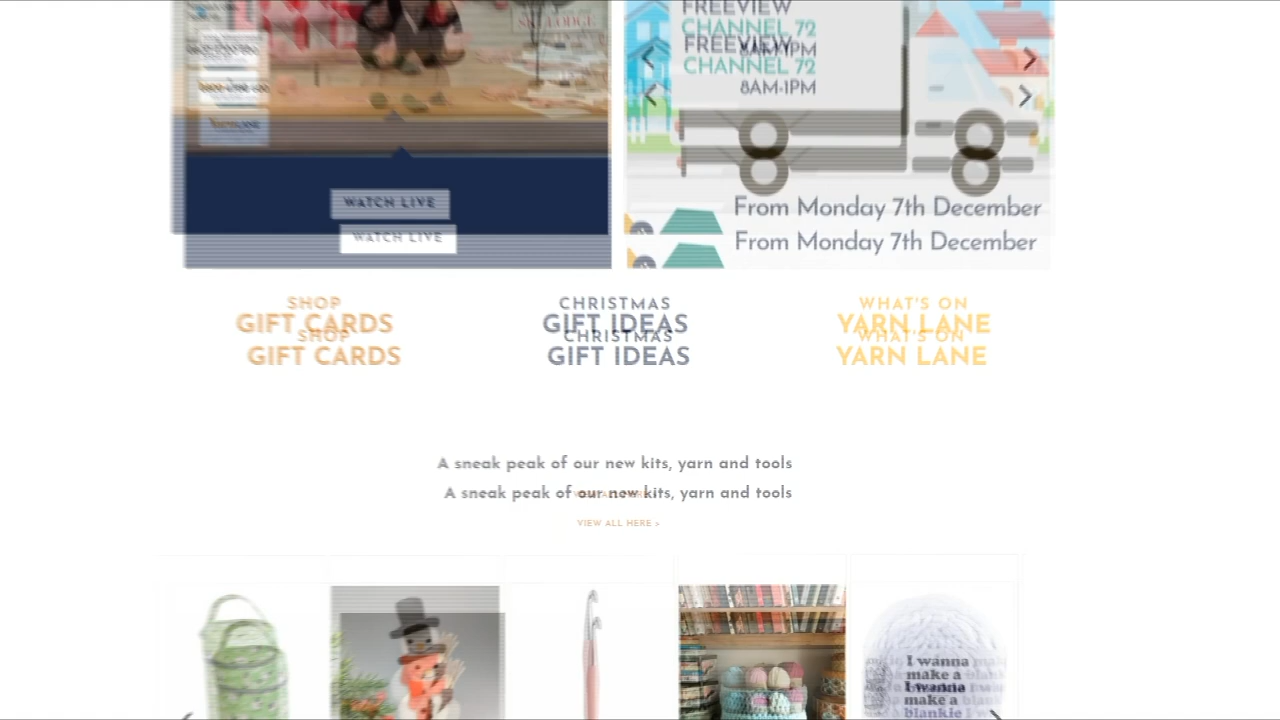 FREEVIEW
CHANNEL 72
8AM-1PM
FREEVIEW
CHANNEL 72
8AM-1PM
WATCH LIVE
WATCH LIVE
From Monday 7th December
From Monday 7th December
SHOP
GIFT CARDS
SHOP
GIFT CARDS
CHRISTMAS
GIFT IDEAS
CHRISTMAS
GIFT IDEAS
WHAT'S ON
YARN LANE
WHAT'S ON
YARN LANE
A sneak peak of our new kits, yarn and tools
A sneak peak of our new kits, yarn and tools
VIEW ALL HERE >
I wanna
make a
I wanna
make a
blankie I